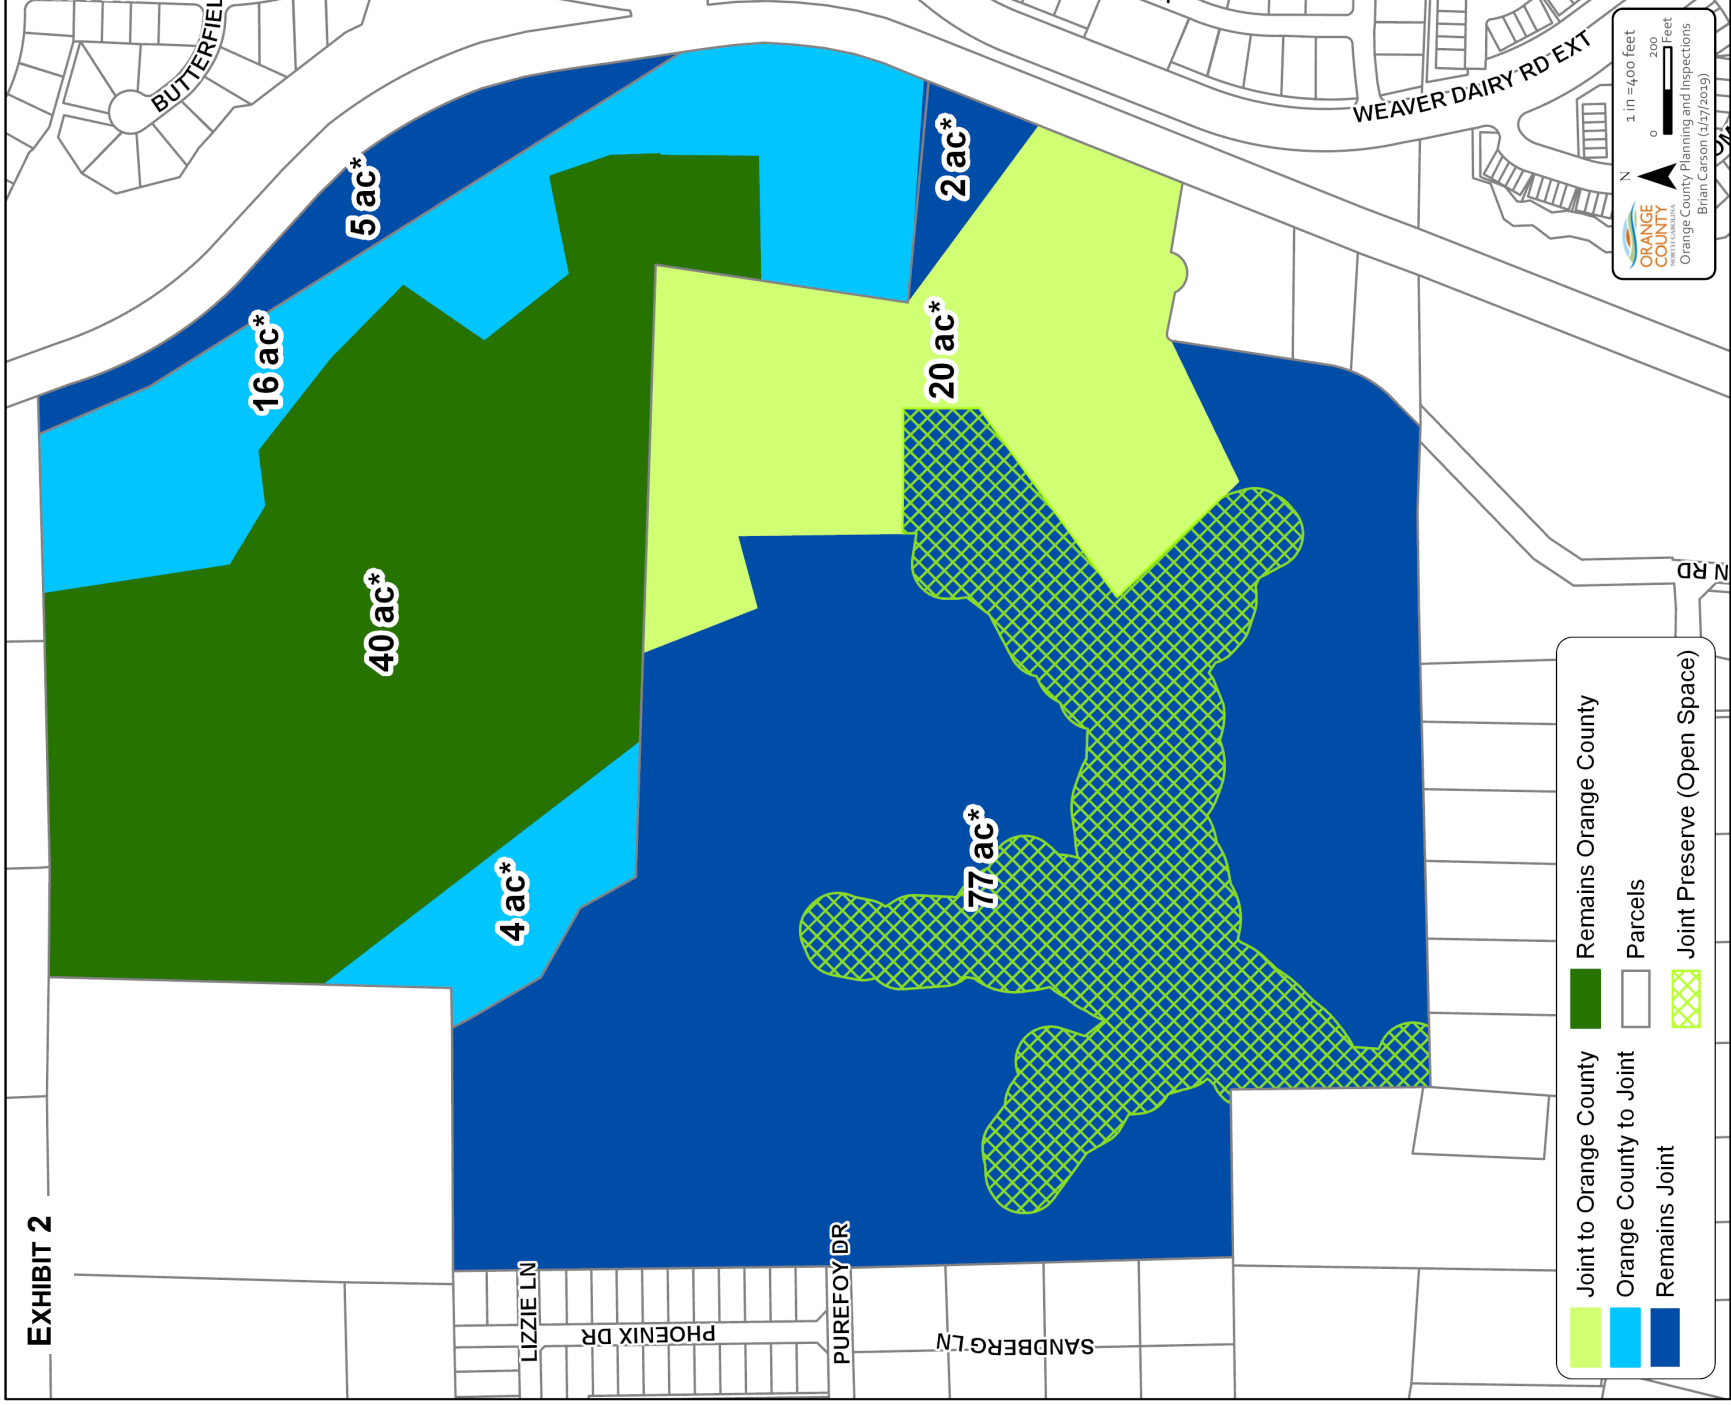 EXHIBIT 2
BUTTERFIEL
5 ac*
16 ac*
2 ac*
20 ac*
40 ac*
4 ac*
77 ac*
WEAVER DAIRY RD EXT
N RD
LIZZIE LN
PHOENIX DR
PUREFOY DR
SANDBERG LN
Joint to Orange County
Orange County to Joint
Remains Joint
Remains Orange County
Parcels
Joint Preserve (Open Space)
ORANGE
COUNTY
NORTH CAROLINA
N
1 in =400 feet
0 200
Feet
Orange County Planning and Inspections
Brian Carson (1/17/2019)